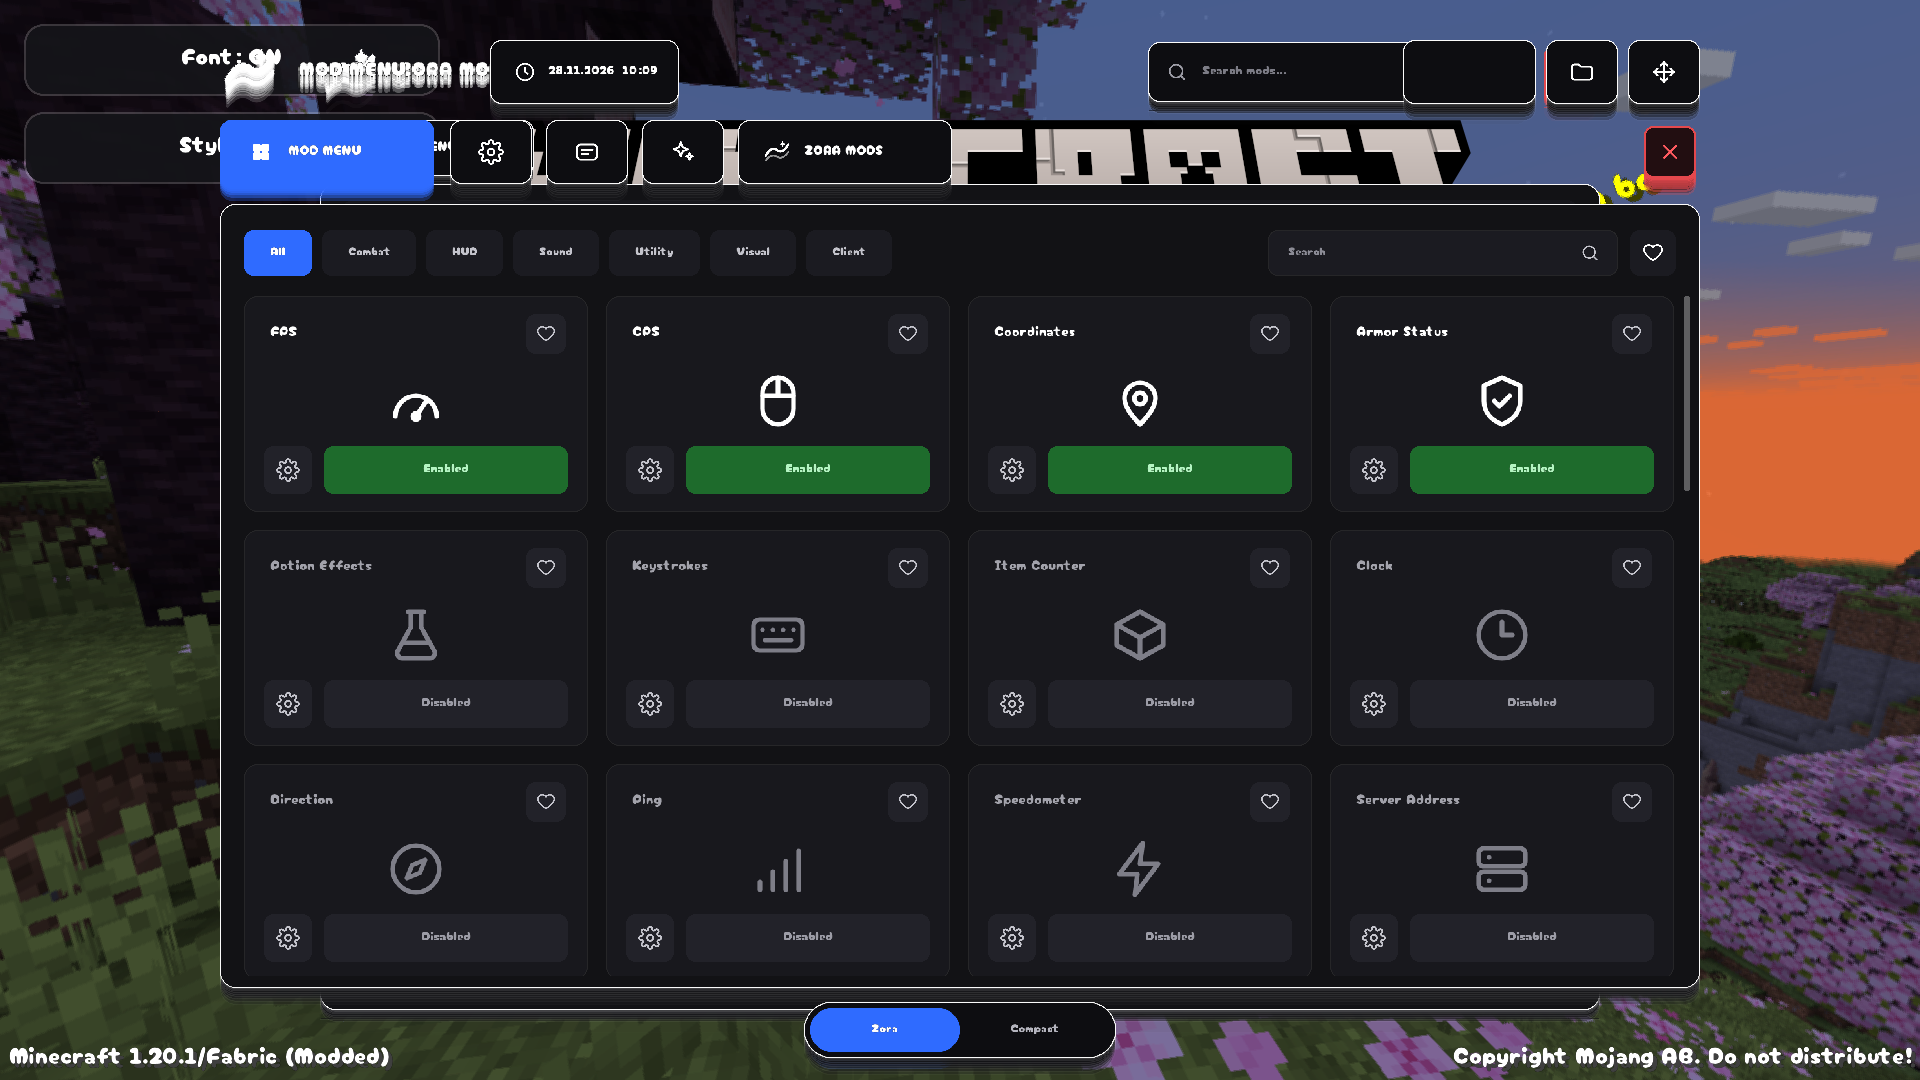 Font: GW
28.11.2026 10:09
Search mods...
Styl
MOD MENU
ZORA MODS
All
Combat
HUD
Sound
Utility
Visual
Client
Search
FPS
CPS
Coordinates
Armor Status
Enabled
Enabled
Enabled
Enabled
Potion Effects
Keystrokes
Item Counter
Clock
Disabled
Disabled
Disabled
Disabled
Direction
Ping
Speedometer
Server Address
Disabled
Disabled
Disabled
Disabled
Zora
Compact
Minecraft 1.20.1/Fabric (Modded)
Copyright Mojang AB. Do not distribute!